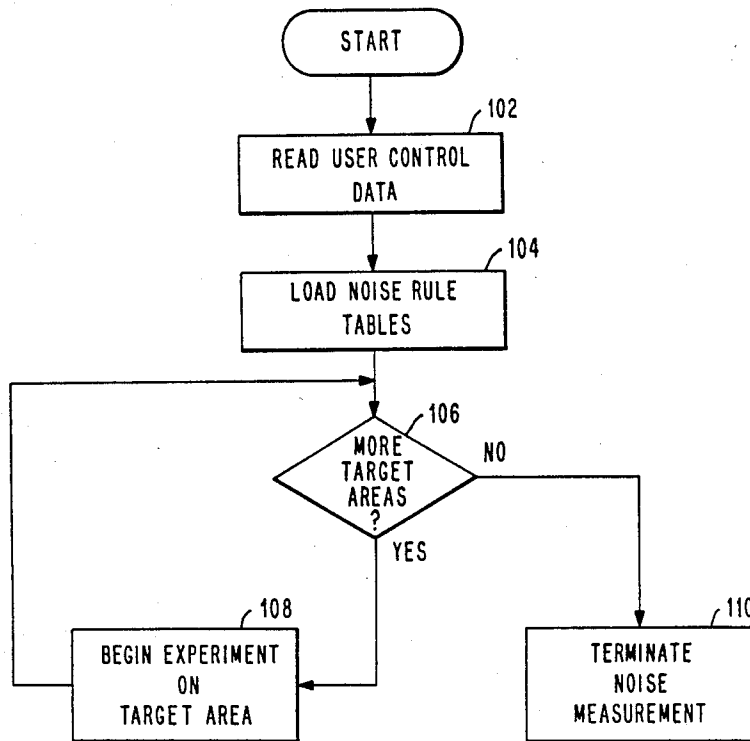 START
102
READ USER CONTROL
DATA
104
LOAD NOISE RULE
TABLES
106
MORE
TARGET
AREAS
?
NO
YES
108
BEGIN EXPERIMENT
ON
TARGET AREA
110
TERMINATE
NOISE
MEASUREMENT